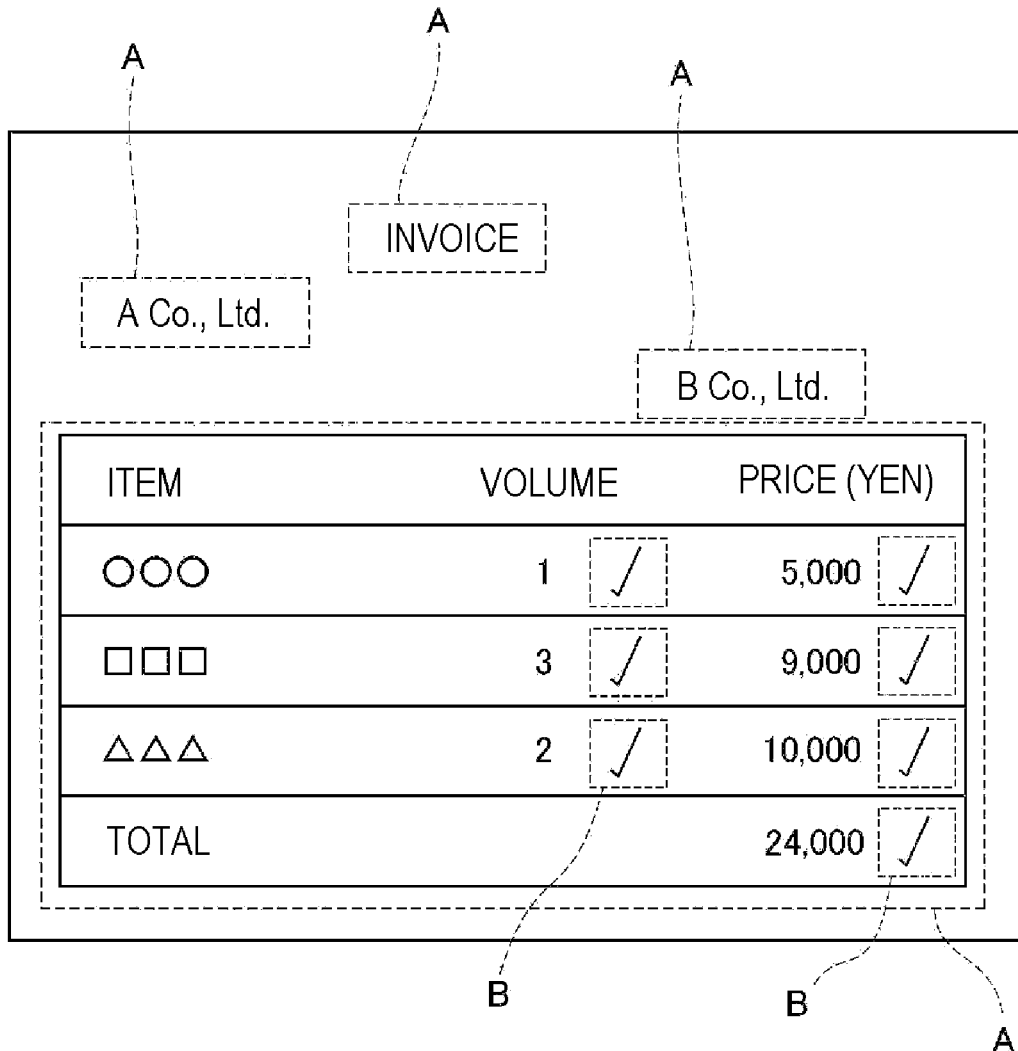 A
A
A
INVOICE
A Co., Ltd.
B Co., Ltd.
ITEM VOLUME PRICE (YEN)
○○○ 1 ✓ 5,000 ✓
□□□ 3 ✓ 9,000 ✓
△△△ 2 ✓ 10,000 ✓
TOTAL 24,000 ✓
B
B
A